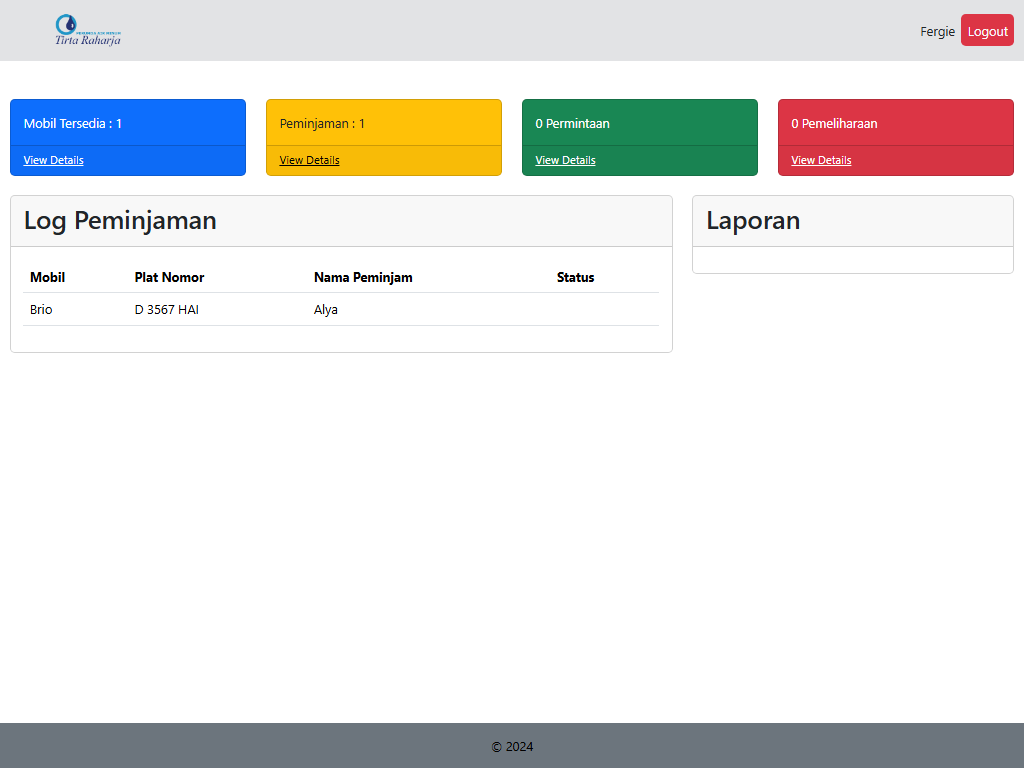 Tirta Raharja
Fergie Logout
Mobil Tersedia : 1
View Details
Peminjaman : 1
View Details
0 Permintaan
View Details
0 Pemeliharaan
View Details
Log Peminjaman
Mobil Plat Nomor Nama Peminjam Status
Brio D 3567 HAI Alya
Laporan
© 2024